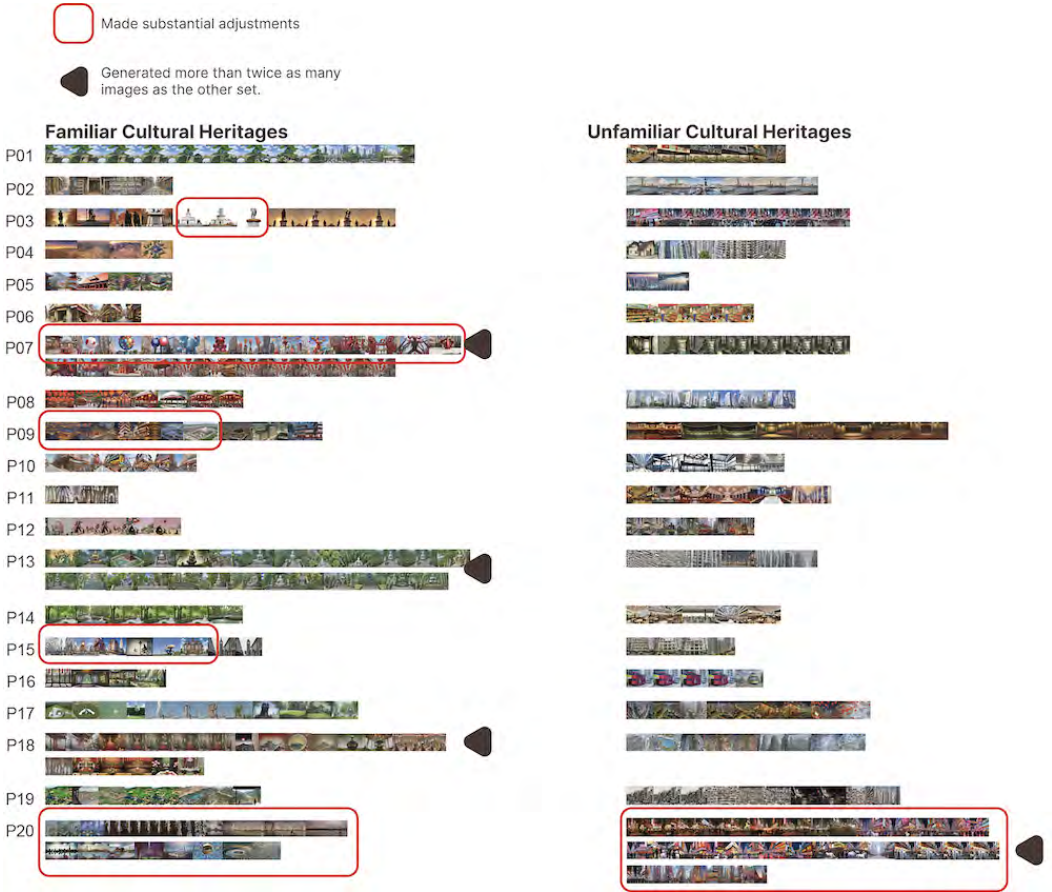 Made substantial adjustments
Generated more than twice as many
images as the other set.
Familiar Cultural Heritages
Unfamiliar Cultural Heritages
P01
P02
P03
P04
P05
P06
P07
P08
P09
P10
P11
P12
P13
P14
P15
P16
P17
P18
P19
P20